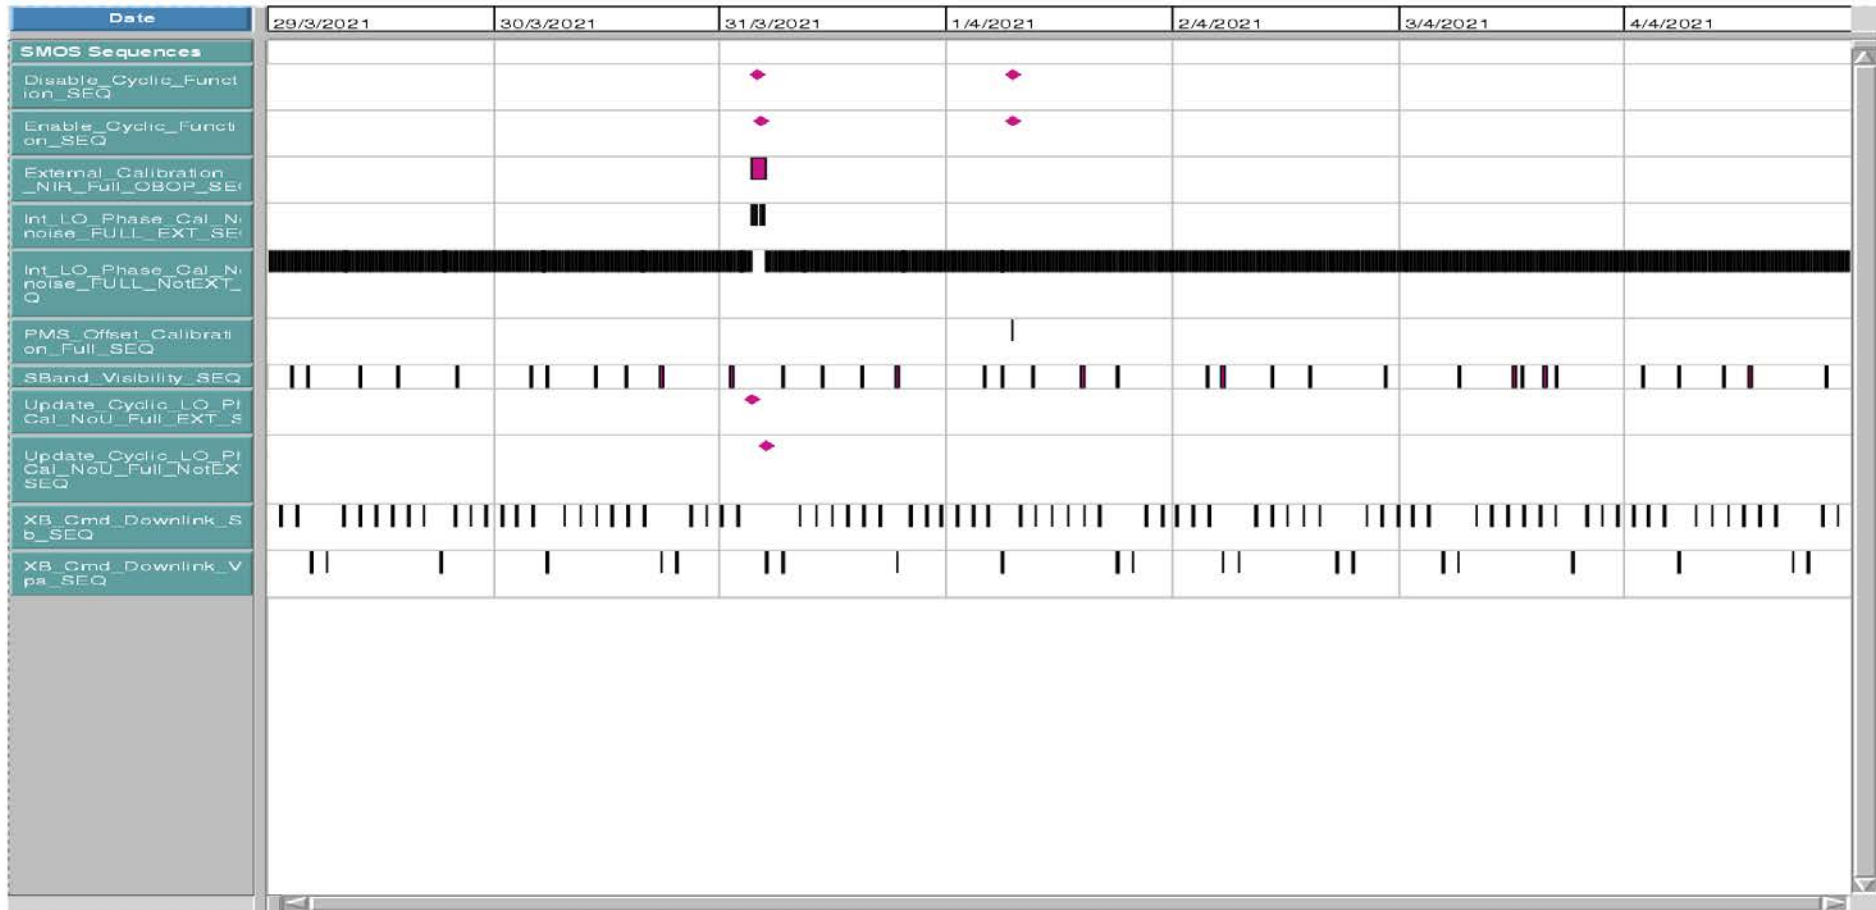 Date
29/3/2021 30/3/2021 31/3/2021 1/4/2021 2/4/2021 3/4/2021 4/4/2021
SMOS Sequences
Disable_Cyclic_Funct
ion_SEQ
Enable_Cyclic_Functi
on_SEQ
External_Calibration
_NIR_Full_OBOP_SE
Int_LO_Phase_Cal_N
noise_FULL_EXT_SE
Int_LO_Phase_Cal_N
noise_FULL_NotEXT_
Q
PMS_Offset_Calibrati
on_Full_SEQ
SBand_Visibility_SEQ
Update_Cyclic_LO_P
Cal_NoU_Full_EXT_S
Update_Cyclic_LO_P
Cal_NoU_Full_NotEX
SEQ
XB_Cmd_Downlink_S
b_SEQ
XB_Cmd_Downlink_V
pa_SEQ